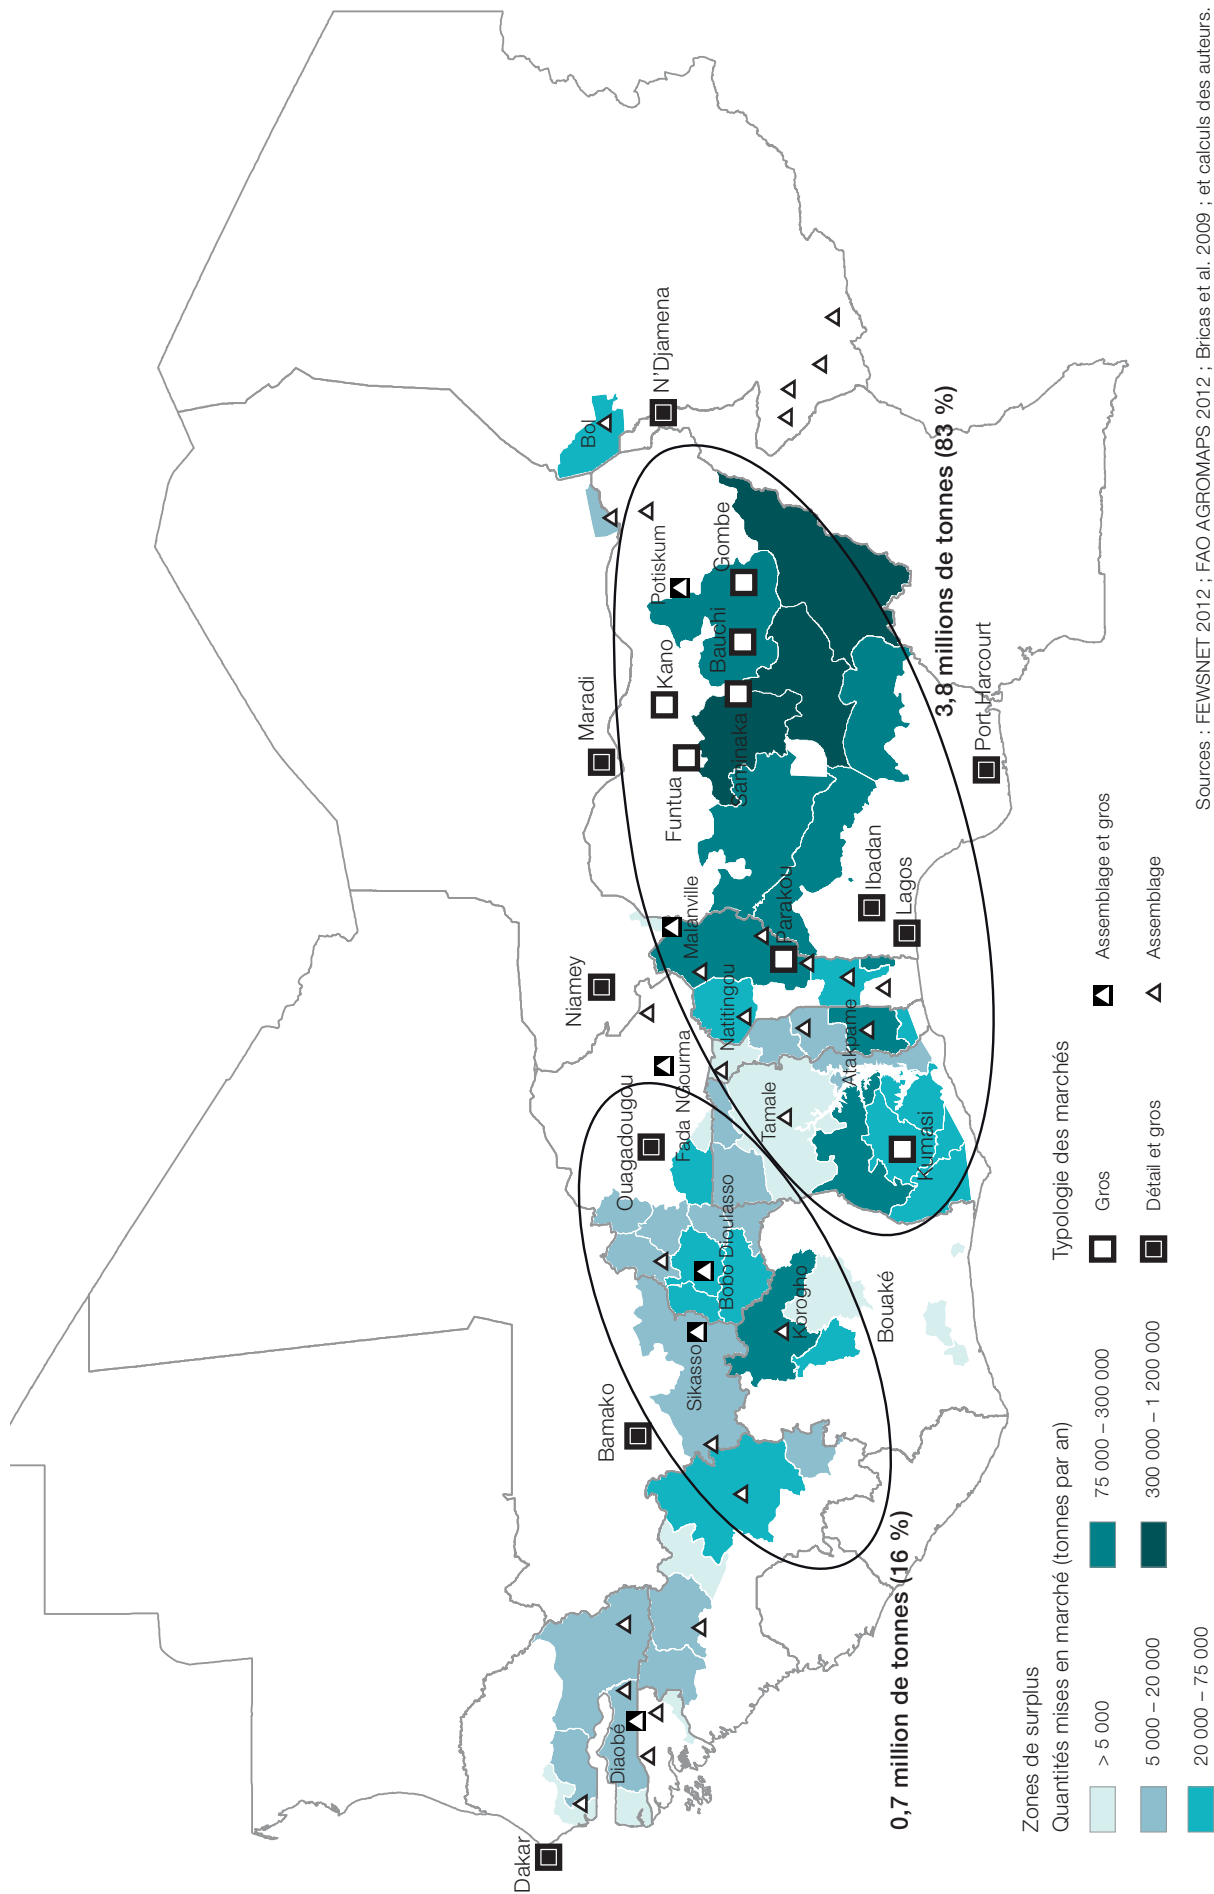 Dakar
Diaobé
Bamako
Sikasso
Bobo Dioulasso
Korogho
Bouaké
Ouagadougou
Fada NGourma
Tamale
Kumasi
Niamey
Natitingou
Atakpame
Malanville
Parakou
Ibadan
Lagos
Maradi
Funtua
Kano
Saminaka
Bauchi
Potiskum
Gombe
Port Harcourt
Bol
N'Djamena
0,7 million de tonnes (16 %)
3,8 millions de tonnes (83 %)
Zones de surplus
Quantités mises en marché (tonnes par an)
> 5 000
5 000 – 20 000
20 000 – 75 000
75 000 – 300 000
300 000 – 1 200 000
Typologie des marchés
Gros
Détail et gros
Assemblage et gros
Assemblage
Sources : FEWSNET 2012 ; FAO AGROMAPS 2012 ; Bricas et al. 2009 ; et calculs des auteurs.